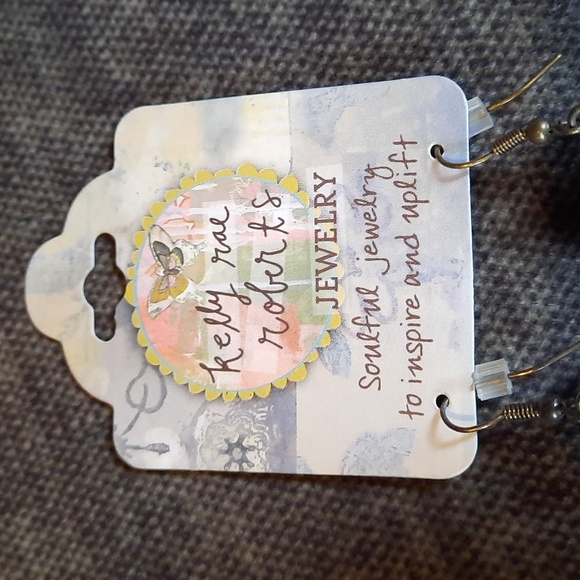 kelly rae
roberts
JEWELRY
Soulful jewelry
to inspire and uplift